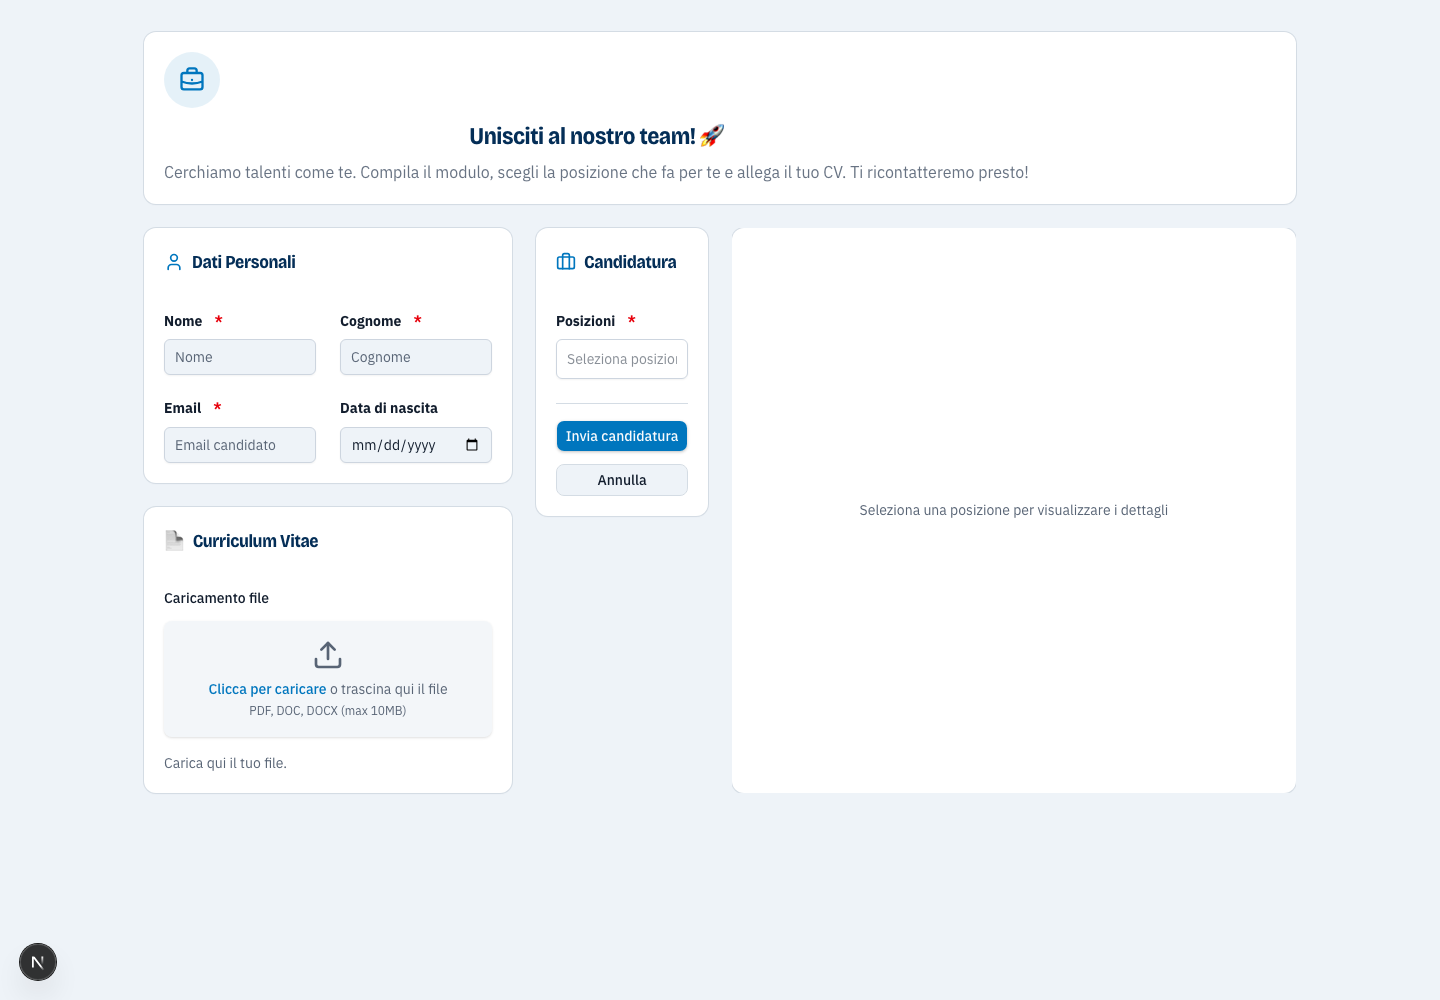 Unisciti al nostro team! 🚀
Cerchiamo talenti come te. Compila il modulo, scegli la posizione che fa per te e allega il tuo CV. Ti ricontatteremo presto!
Dati Personali
Nome *
Cognome *
Nome
Cognome
Email *
Data di nascita
Email candidato
mm/dd/yyyy
Curriculum Vitae
Caricamento file
Clicca per caricare o trascina qui il file
PDF, DOC, DOCX (max 10MB)
Carica qui il tuo file.
Candidatura
Posizioni *
Seleziona posizion
Invia candidatura
Annulla
Seleziona una posizione per visualizzare i dettagli
N